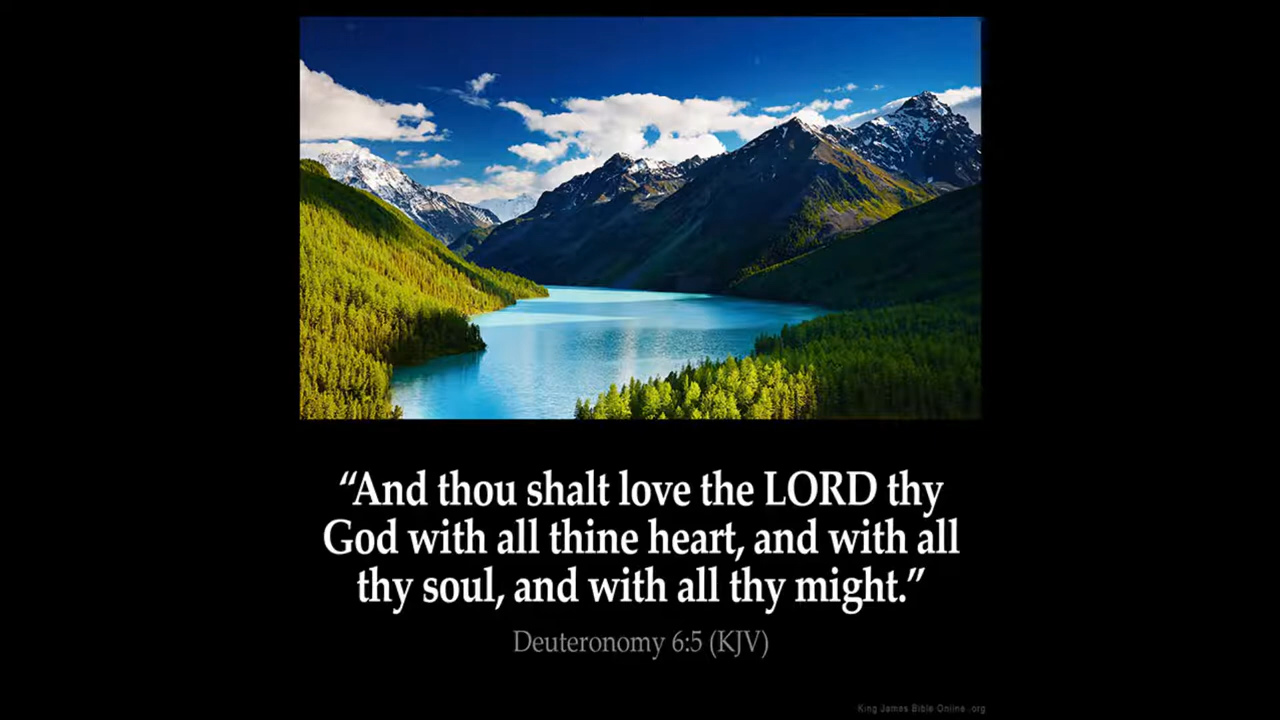 “And thou shalt love the LORD thy
God with all thine heart, and with all
thy soul, and with all thy might.”
Deuteronomy 6:5 (KJV)
King James Bible Online .org